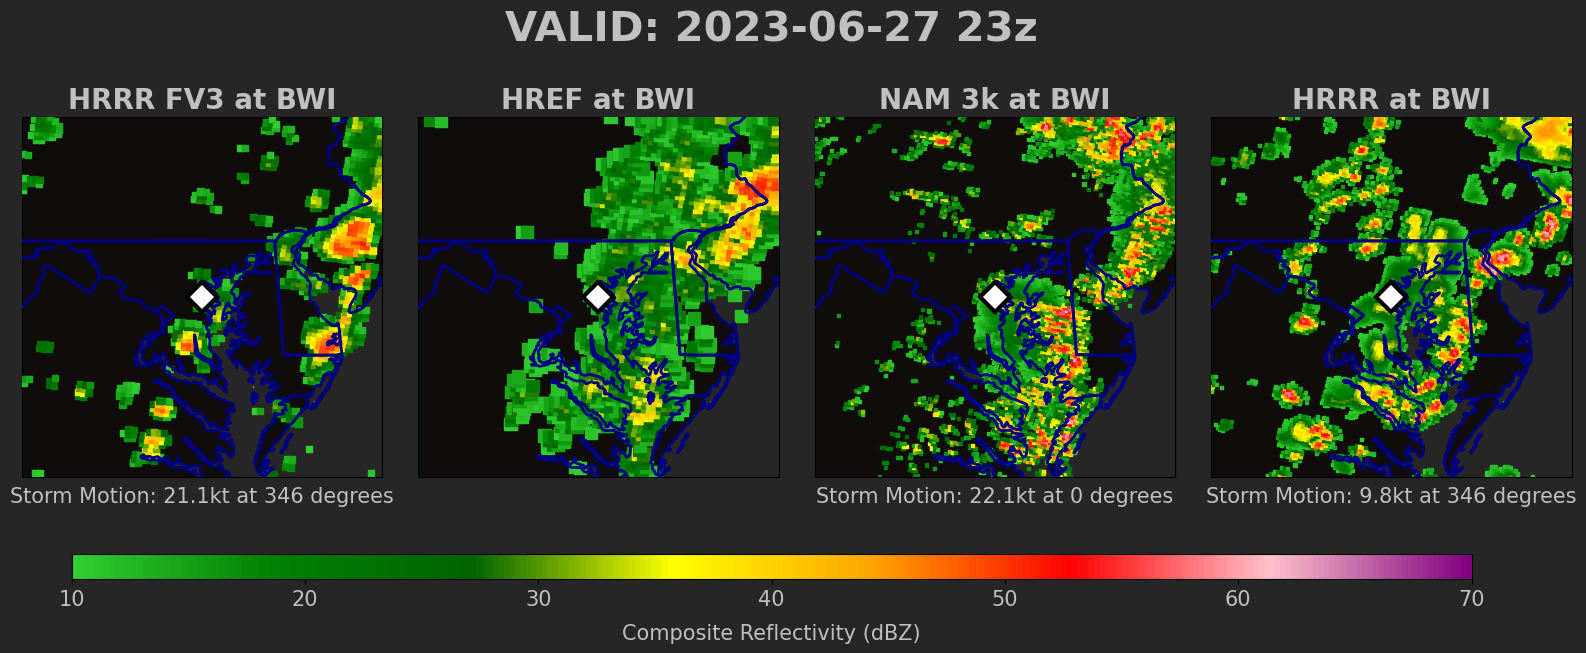 VALID: 2023-06-27 23z
HRRR FV3 at BWI
HREF at BWI
NAM 3k at BWI
HRRR at BWI
Storm Motion: 21.1kt at 346 degrees
Storm Motion: 22.1kt at 0 degrees
Storm Motion: 9.8kt at 346 degrees
10 20 30 40 50 60 70
Composite Reflectivity (dBZ)